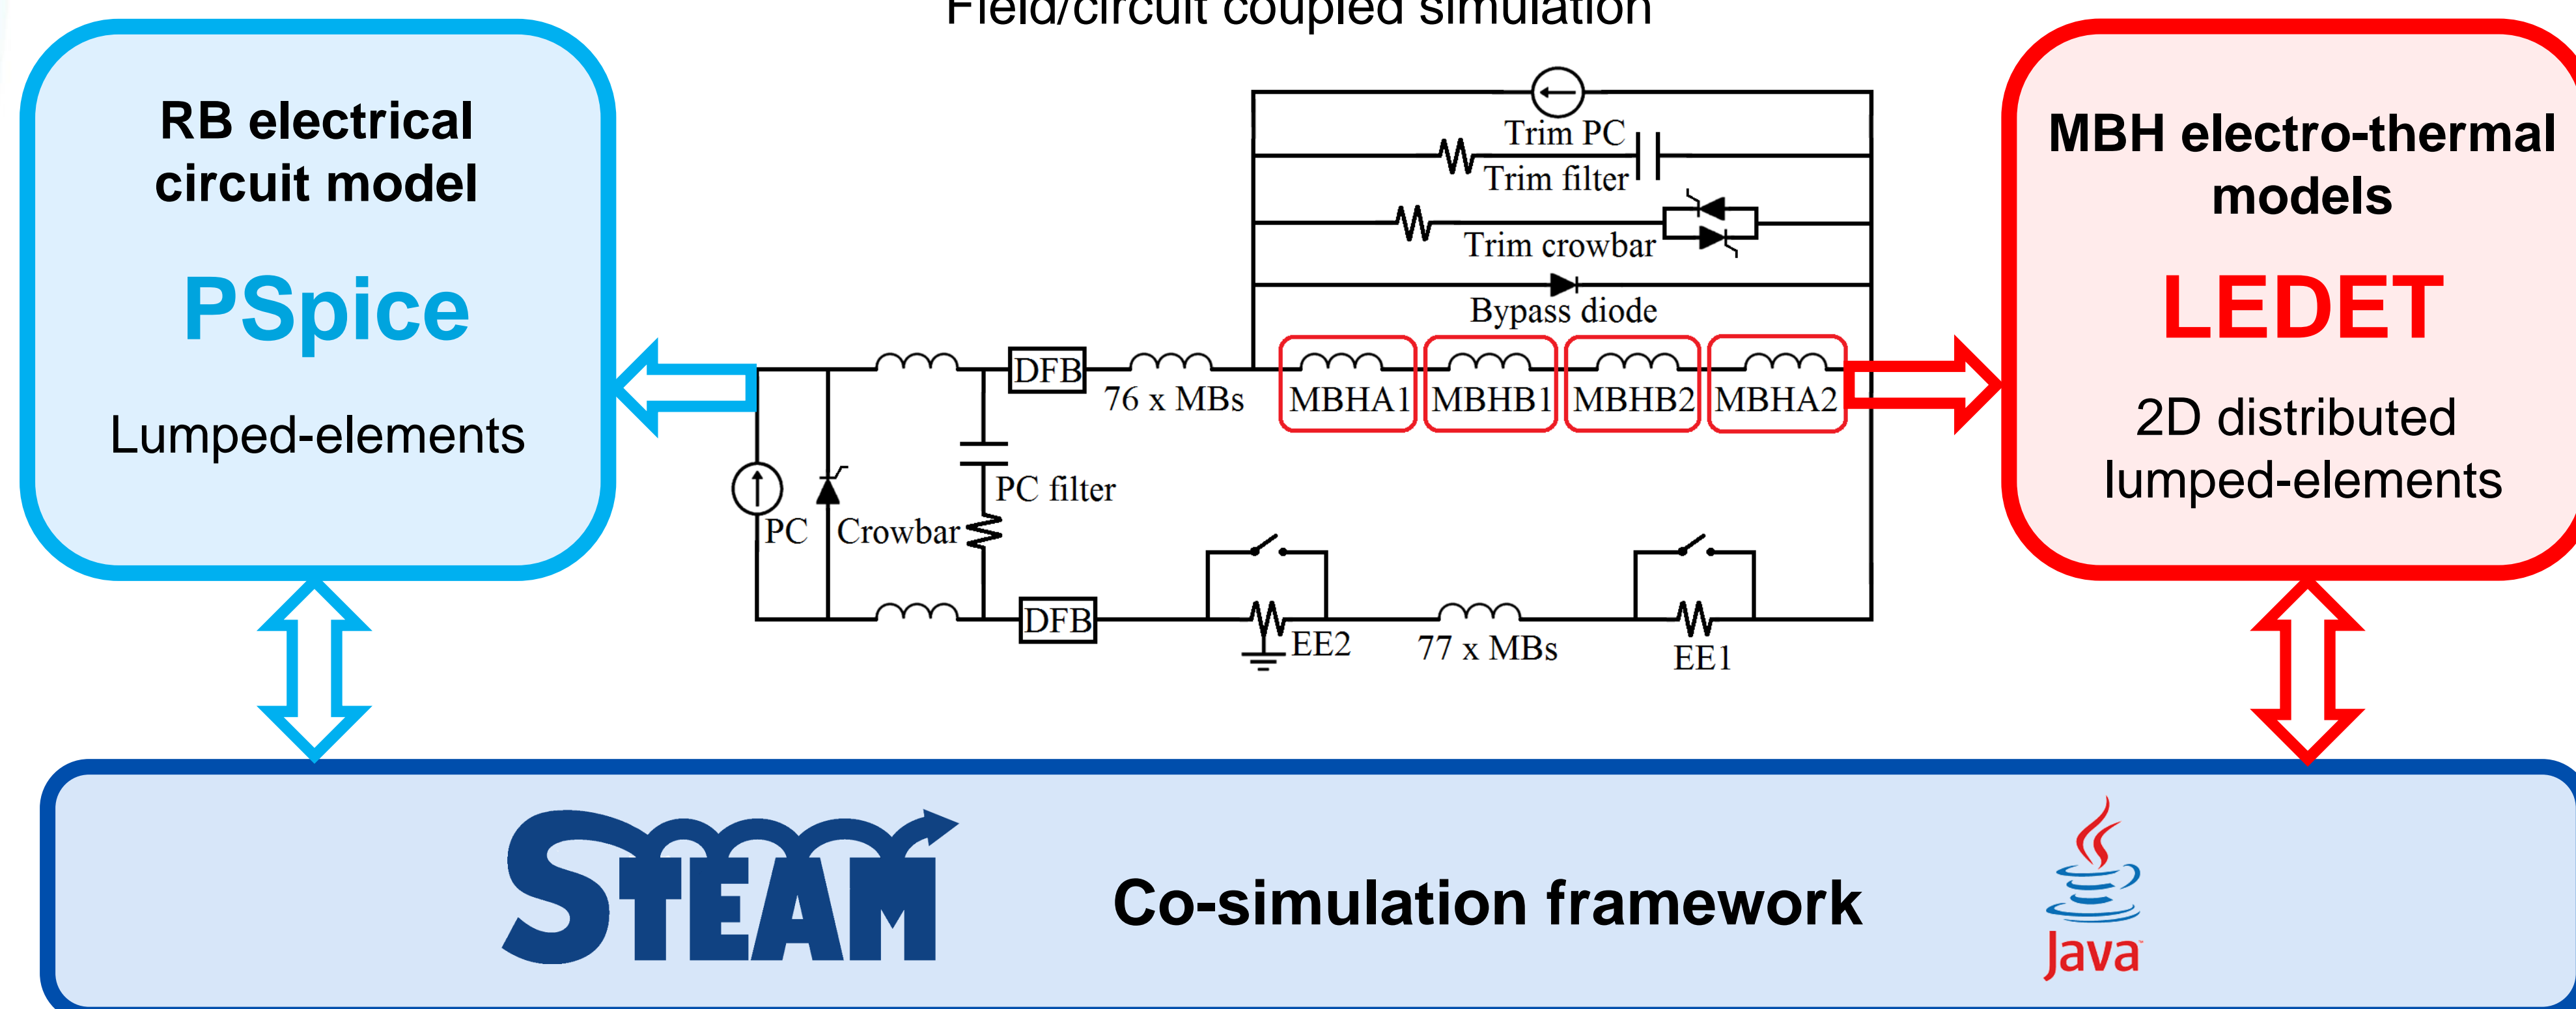 Field/circuit coupled simulation
RB electrical
circuit model
PSpice
Lumped-elements
Trim PC
Trim filter
Trim crowbar
Bypass diode
DFB
76 x MBs
MBHA1
MBHB1
MBHB2
MBHA2
PC
Crowbar
PC filter
DFB
EE2
77 x MBs
EE1
MBH electro-thermal
models
LEDET
2D distributed
lumped-elements
STEAM
Co-simulation framework
Java